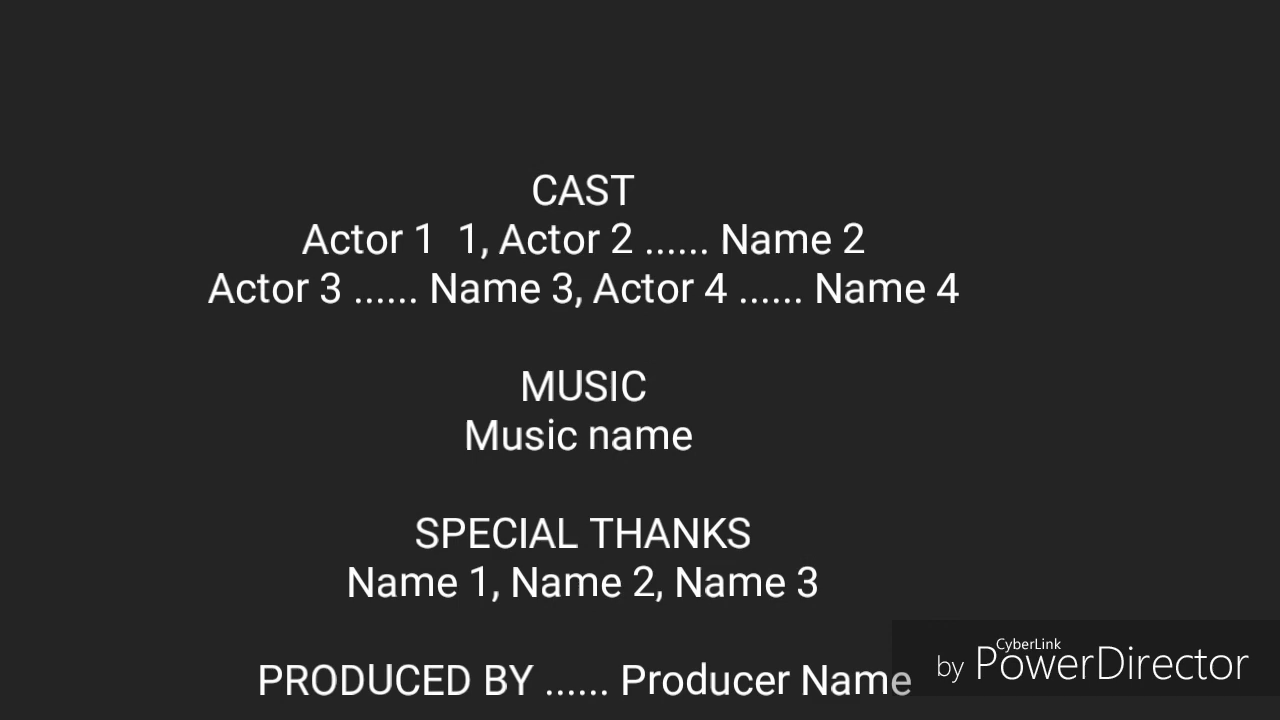 CAST
Actor 1  1, Actor 2 ...... Name 2
Actor 3 ...... Name 3, Actor 4 ...... Name 4
MUSIC
Music name
SPECIAL THANKS
Name 1, Name 2, Name 3
PRODUCED BY ...... Producer Name
CyberLink
by PowerDirector